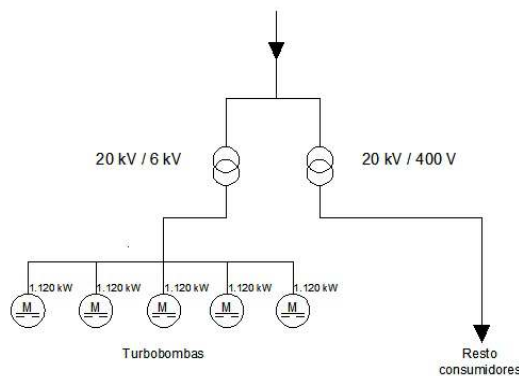 20 kV / 6 kV
20 kV / 400 V
1.120 kW 1.120 kW 1.120 kW 1.120 kW 1.120 kW
M M M M M
Turbobombas
Resto
consumidores